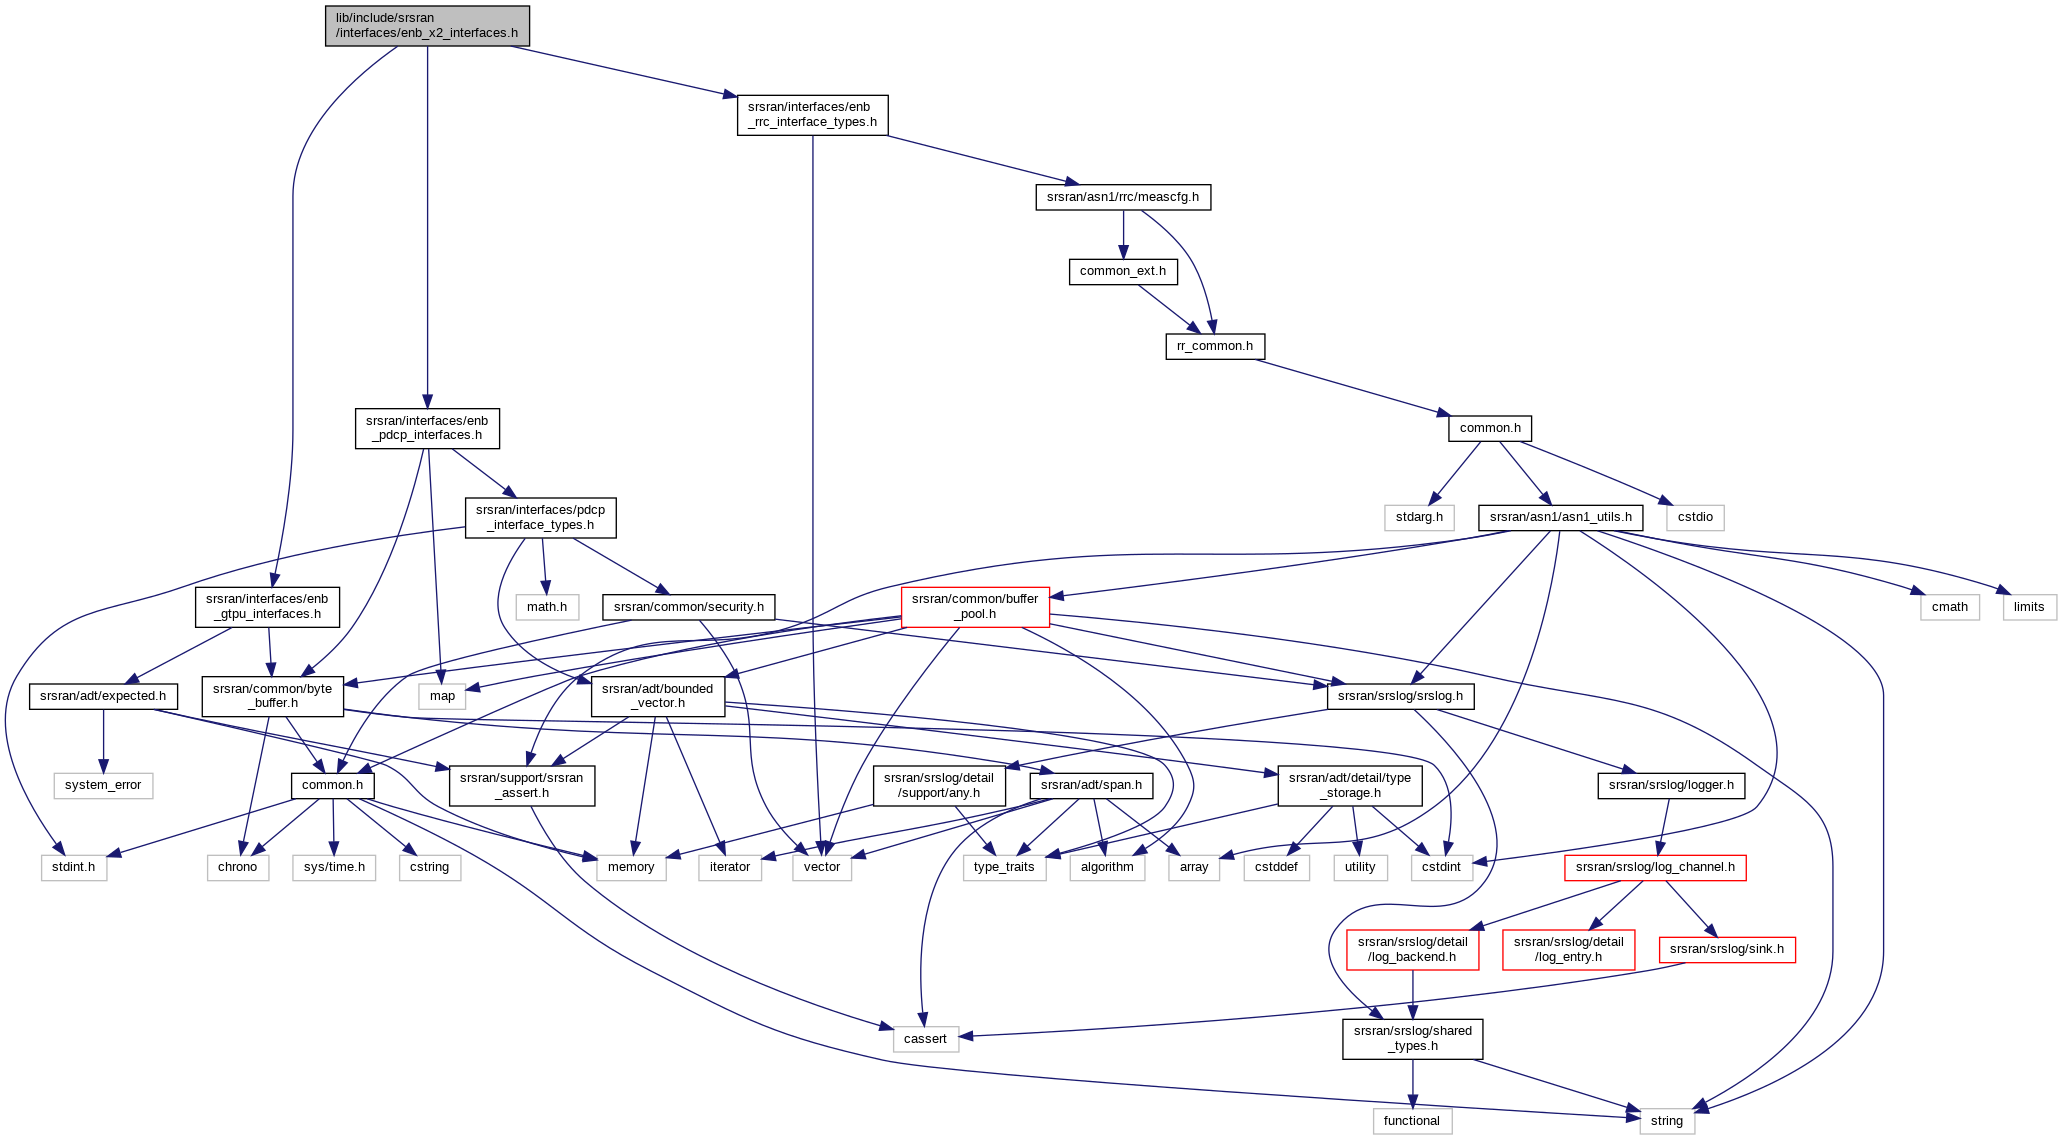 lib/include/srsran
/interfaces/enb_x2_interfaces.h
srsran/interfaces/enb
_rrc_interface_types.h
srsran/asn1/rrc/meascfg.h
common_ext.h
rr_common.h
srsran/interfaces/enb
_pdcp_interfaces.h
common.h
srsran/interfaces/pdcp
_interface_types.h
stdarg.h
srsran/asn1/asn1_utils.h
cstdio
srsran/interfaces/enb
_gtpu_interfaces.h
math.h
srsran/common/security.h
srsran/common/buffer
_pool.h
cmath
limits
srsran/adt/expected.h
srsran/common/byte
_buffer.h
map
srsran/adt/bounded
_vector.h
srsran/srslog/srslog.h
system_error
common.h
srsran/support/srsran
_assert.h
srsran/srslog/detail
/support/any.h
srsran/adt/span.h
srsran/adt/detail/type
_storage.h
srsran/srslog/logger.h
stdint.h
chrono
sys/time.h
cstring
memory
iterator
vector
type_traits
algorithm
array
cstddef
utility
cstdint
srsran/srslog/log_channel.h
srsran/srslog/detail
/log_backend.h
srsran/srslog/detail
/log_entry.h
srsran/srslog/sink.h
cassert
srsran/srslog/shared
_types.h
functional
string